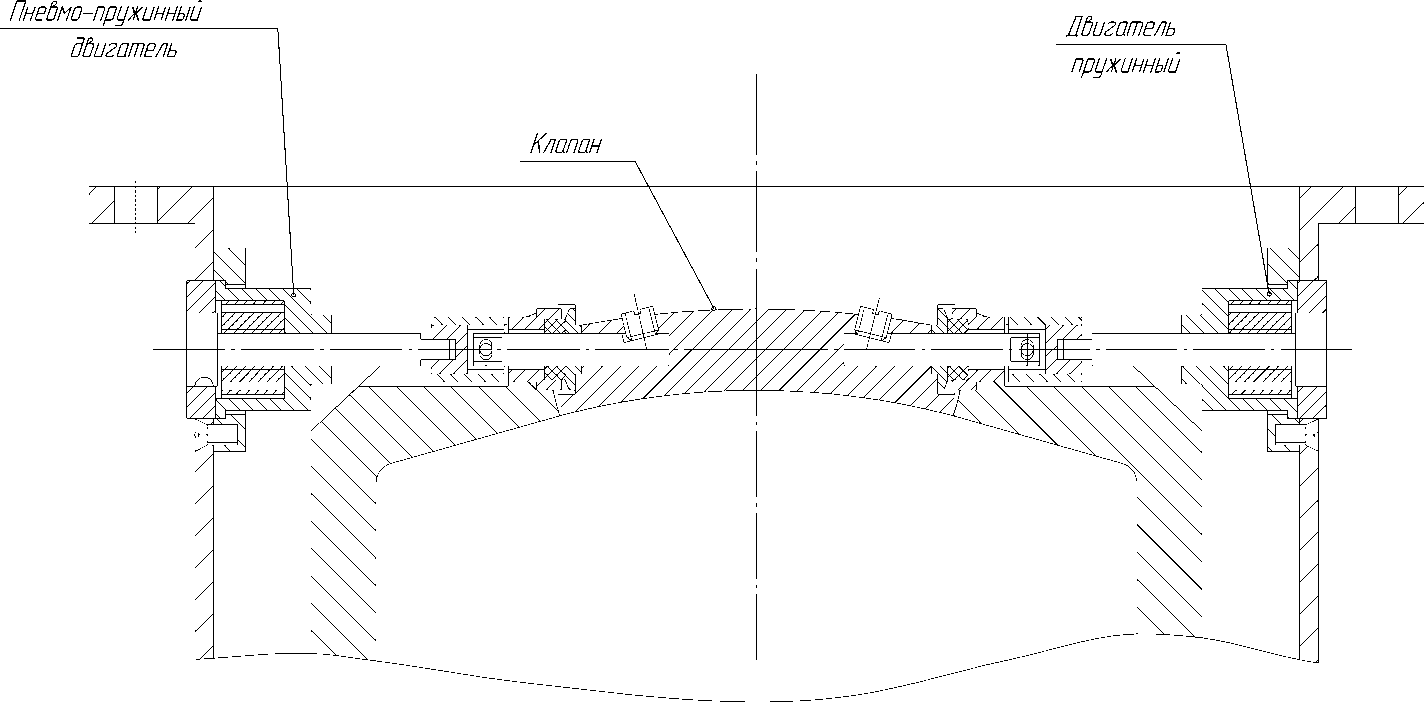 Пневмо-пружинный
двигатель
Двигатель
пружинный
Клапан